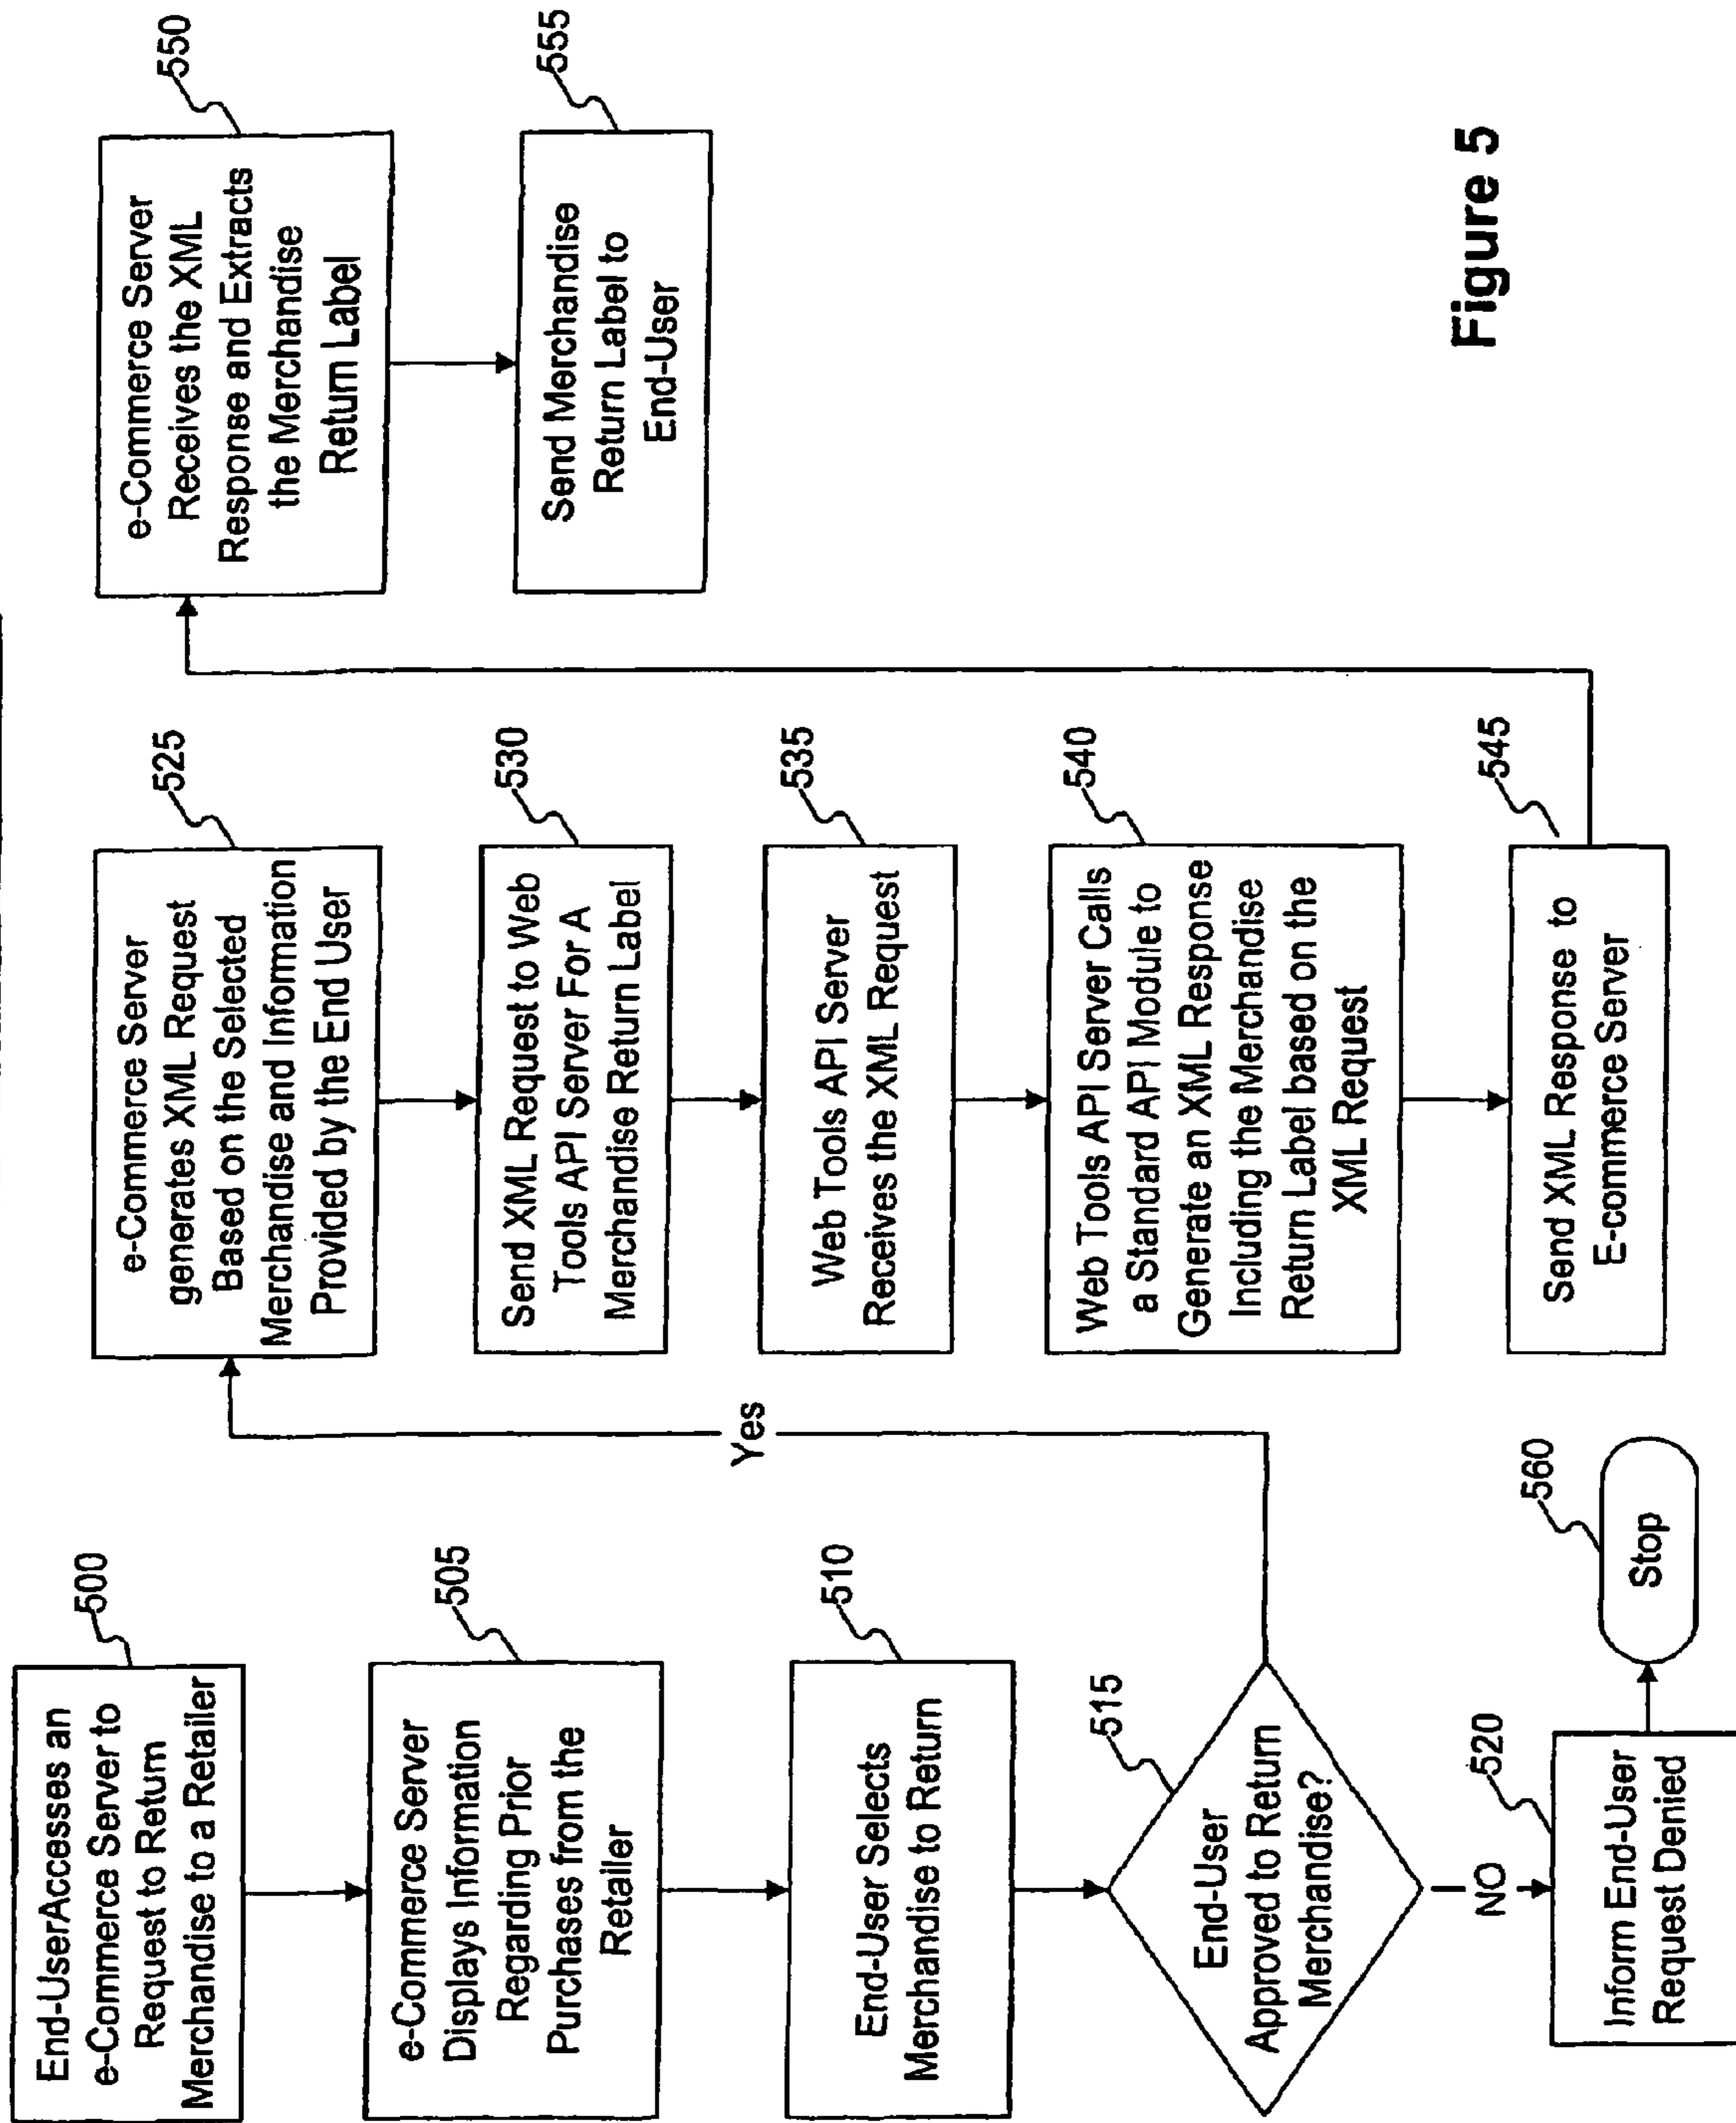 500
End-UserAccesses an
e-Commerce Server to
Request to Return
Merchandise to a Retailer
505
e-Commerce Server
Displays Information
Regarding Prior
Purchases from the
Retailer
510
End-User Selects
Merchandise to Return
515
End-User
Approved to Return
Merchandise?
Yes
NO
520
Inform End-User
Request Denied
560
Stop
525
e-Commerce Server
generates XML Request
Based on the Selected
Merchandise and Information
Provided by the End User
530
Send XML Request to Web
Tools API Server For A
Merchandise Return Label
535
Web Tools API Server
Receives the XML Request
540
Web Tools API Server Calls
a Standard API Module to
Generate an XML Response
Including the Merchandise
Return Label based on the
XML Request
545
Send XML Response to
E-commerce Server
550
e-Commerce Server
Receives the XML
Response and Extracts
the Merchandise
Return Label
555
Send Merchandise
Return Label to
End-User
Figure 5